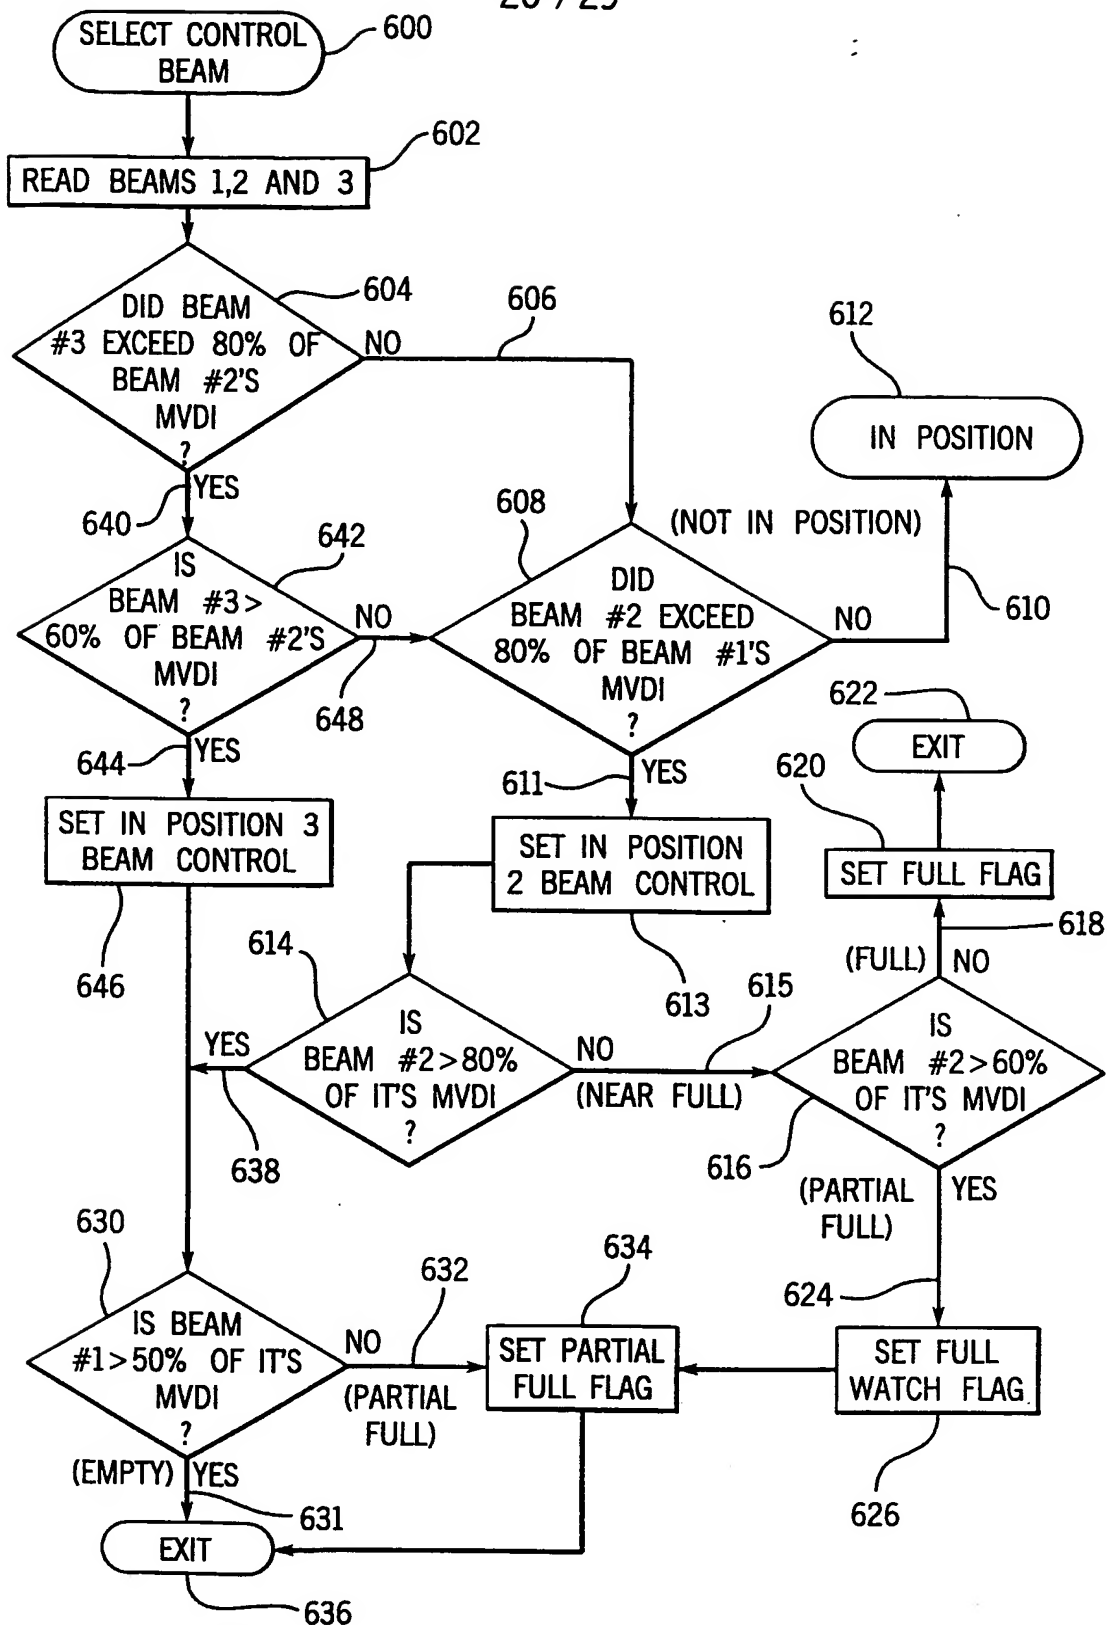 SELECT CONTROL
BEAM
600
602
READ BEAMS 1,2 AND 3
604
DID BEAM
#3 EXCEED 80% OF
BEAM #2'S
MVDI
?
NO
606
612
IN POSITION
YES
640
642
IS
BEAM #3 >
60% OF BEAM #2'S
MVDI
?
NO
648
608
(NOT IN POSITION)
DID
BEAM #2 EXCEED
80% OF BEAM #1'S
MVDI
?
NO
610
644
YES
611
YES
622
EXIT
620
SET IN POSITION 3
BEAM CONTROL
646
SET IN POSITION
2 BEAM CONTROL
613
SET FULL FLAG
618
(FULL)
NO
614
IS
BEAM #2 > 80%
OF IT'S MVDI
?
YES
638
NO
(NEAR FULL)
615
IS
BEAM #2 > 60%
OF IT'S MVDI
?
616
(PARTIAL
FULL)
YES
624
630
IS BEAM
#1 > 50% OF IT'S
MVDI
?
NO
632
(PARTIAL
FULL)
634
SET PARTIAL
FULL FLAG
SET FULL
WATCH FLAG
626
(EMPTY)
YES
631
EXIT
636